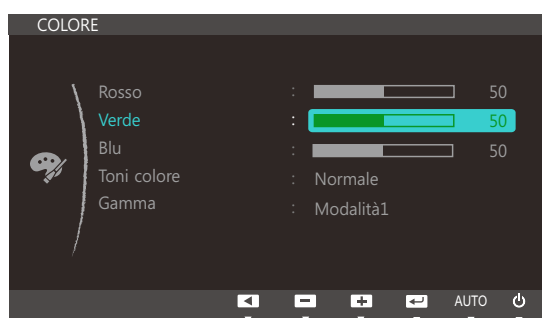 COLORE
Rosso : 50
Verde : 50
Blu : 50
Toni colore : Normale
Gamma : Modalità1
AUTO